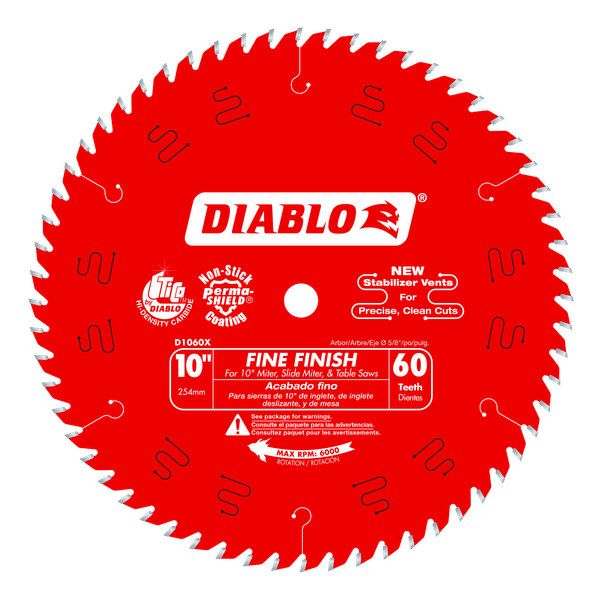 DIABLO®
TiCo
BY DIABLO
HI-DENSITY CARBIDE
Non-Stick
perma-
SHIELD®
Coating
NEW
Stabilizer Vents
For
Precise, Clean Cuts
D1060X
Arbor/Arbre/Eje Ø 5/8"/po/pulg.
10"
254mm
FINE FINISH
For 10" Miter, Slide Miter, & Table Saws
Acabado fino
Para sierras de 10" de inglete, de inglete
deslizante, y de mesa
60
Teeth
Dientes
See package for warnings.
Consulte el paquete para las advertencias.
Consultez paquet pour les avertissements.
MAX RPM: 6000
ROTATION / ROTACIÓN